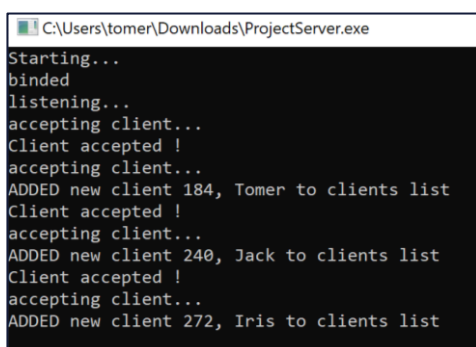 C:\Users\tomer\Downloads\ProjectServer.exe
Starting...
binded
listening...
accepting client...
Client accepted !
accepting client...
ADDED new client 184, Tomer to clients list
Client accepted !
accepting client...
ADDED new client 240, Jack to clients list
Client accepted !
accepting client...
ADDED new client 272, Iris to clients list